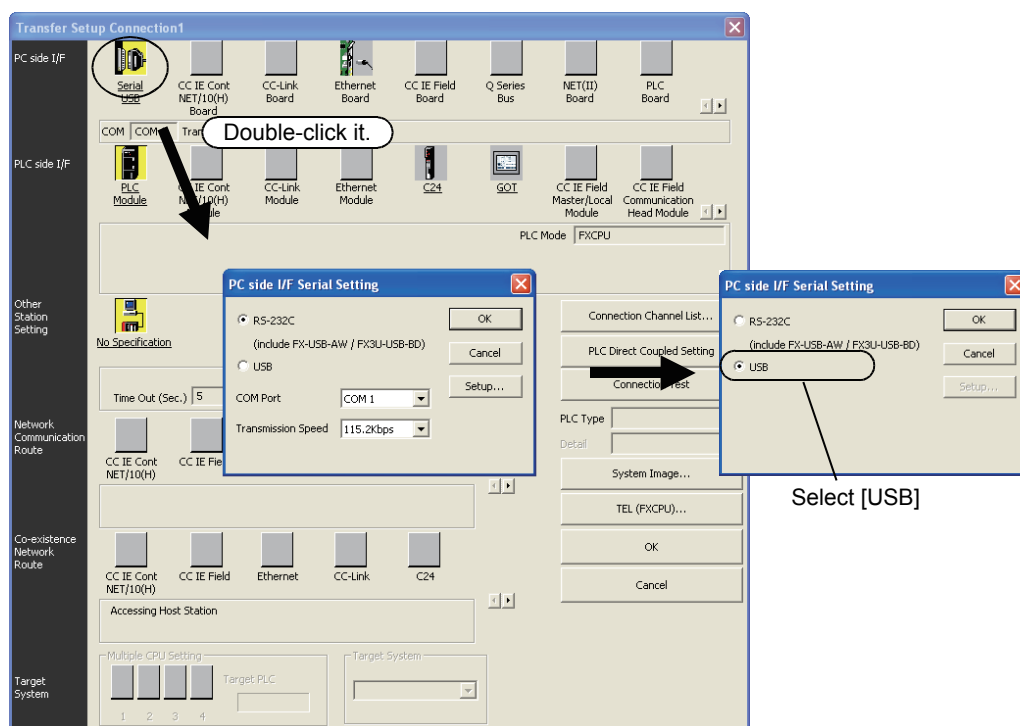 Transfer Setup Connection1
PC side I/F
Serial
USB
CC IE Cont
NET/10(H)
Board
CC-Link
Board
Ethernet
Board
CC IE Field
Board
Q Series
Bus
NET(II)
Board
PLC
Board
COM
COM
Double-click it.
PLC side I/F
PLC
Module
IE Cont
CC-Link
Module
Ethernet
Module
C24
GOT
CC IE Field
Master/Local
Module
CC IE Field
Communication
Head Module
PLC Mode
FXCPU
Other
Station
Setting
No Specification
Time Out (Sec.)
5
PC side I/F Serial Setting
RS-232C
(include FX-USB-AW / FX3U-USB-BD)
USB
COM Port
COM 1
Transmission Speed
115.2Kbps
OK
Cancel
Setup...
Connection Channel List...
PLC Direct Coupled Setting
PLC Type
Detail
System Image...
TEL (FXCPU)...
OK
Cancel
PC side I/F Serial Setting
RS-232C
(include FX-USB-AW / FX3U-USB-BD)
USB
OK
Cancel
Setup...
Select [USB]
Network
Communication
Route
CC IE Cont
NET/10(H)
CC IE
Co-existence
Network
Route
CC IE Cont
NET/10(H)
CC IE Field
Ethernet
CC-Link
C24
Accessing Host Station
Target
System
Multiple CPU Setting
1 2 3 4
Target PLC
Target System